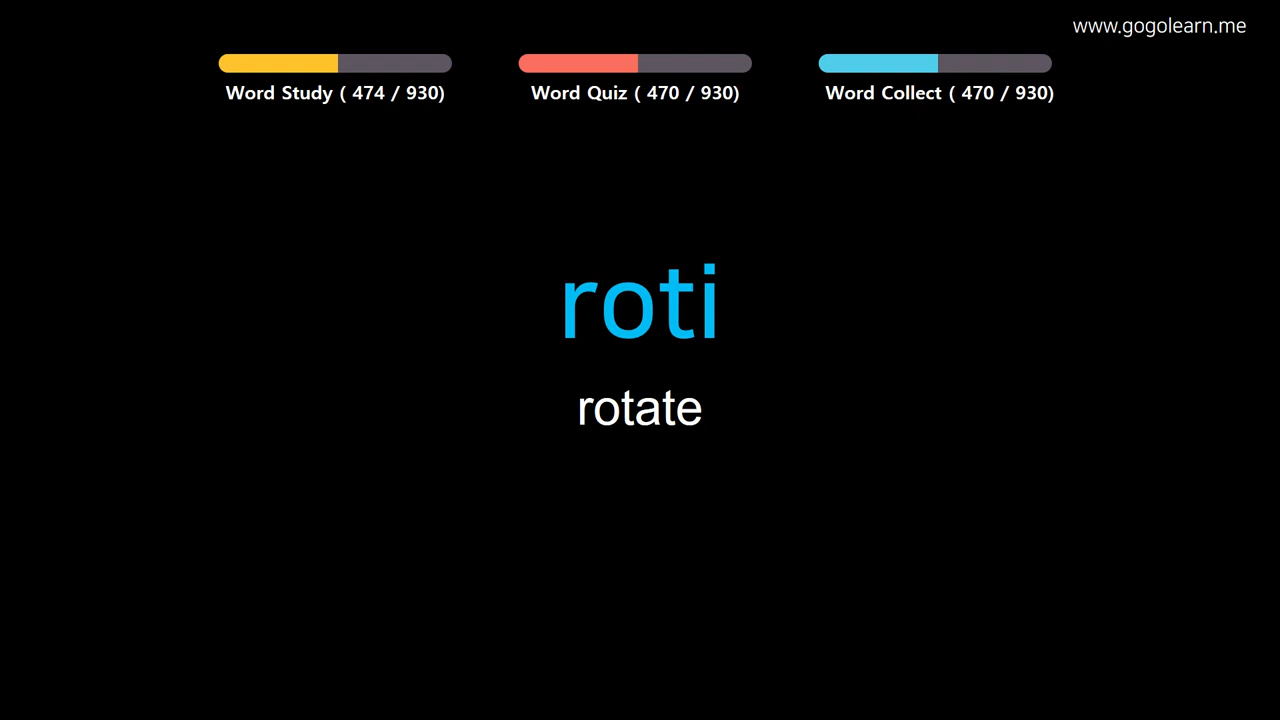 www.gogolearn.me
Word Study ( 474 / 930)
Word Quiz ( 470 / 930)
Word Collect ( 470 / 930)
roti
rotate